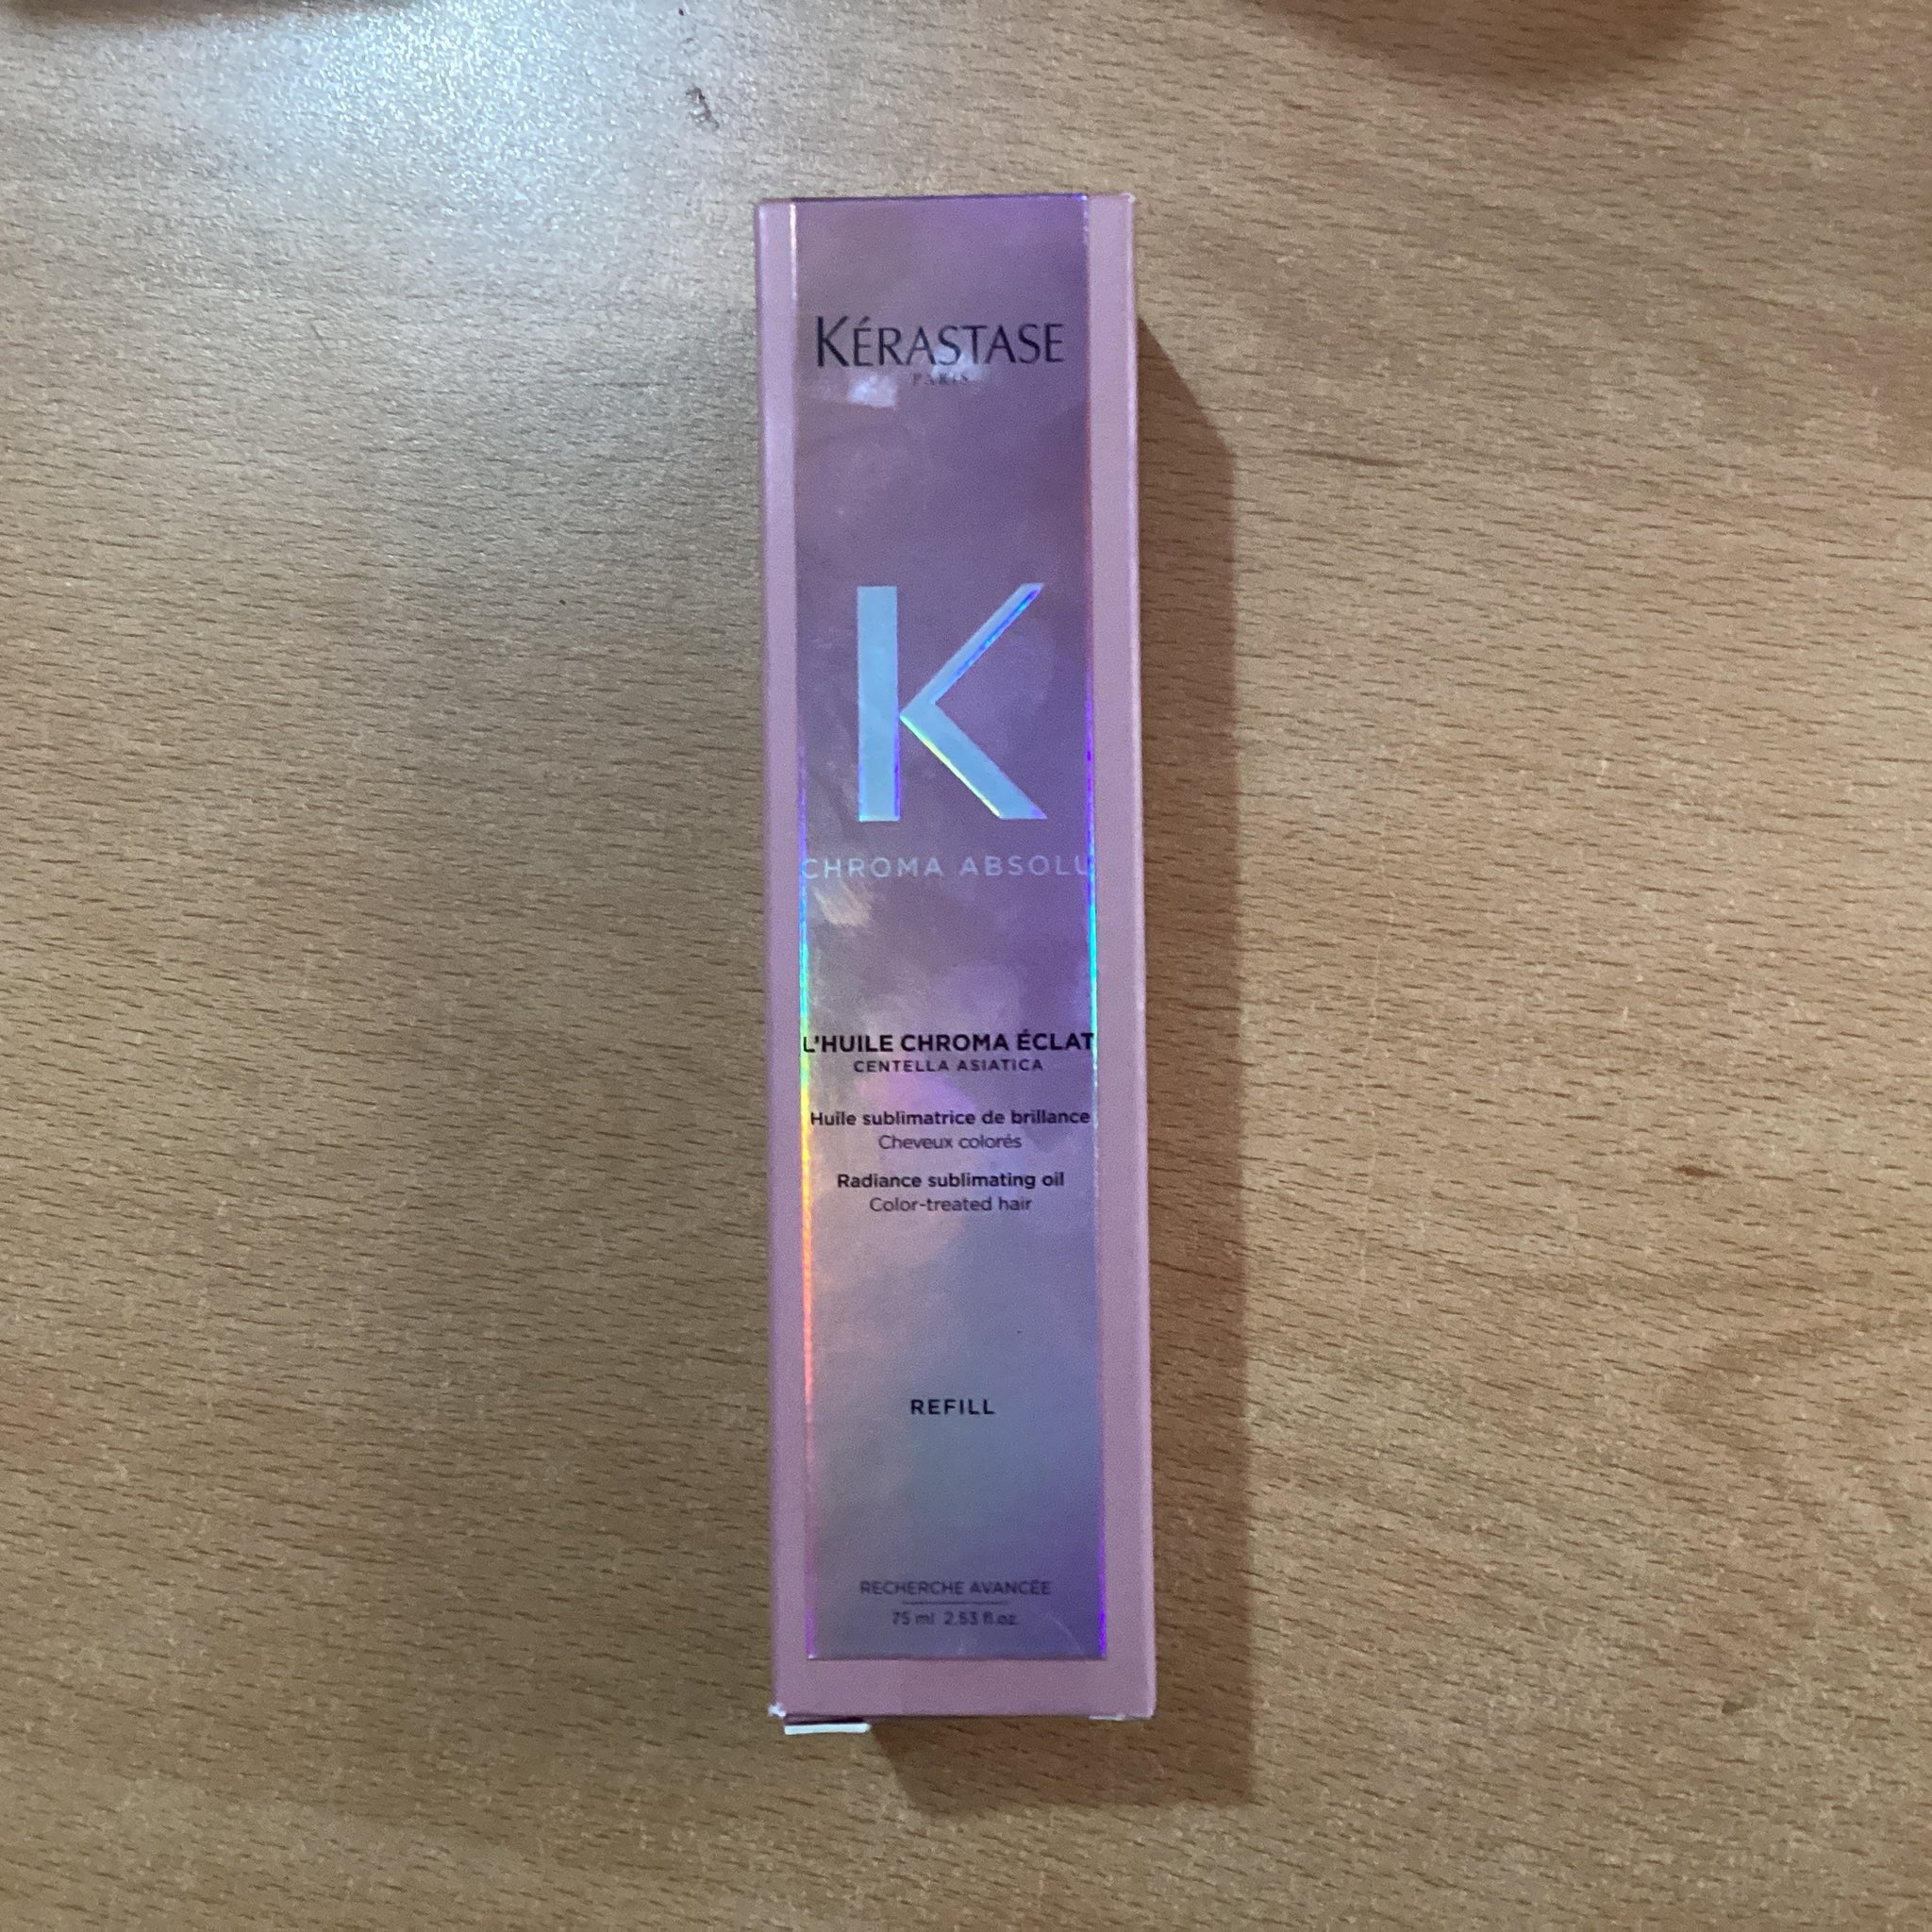 KÉRASTASE
PARIS
K
CHROMA ABSOLU
L'HUILE CHROMA ÉCLAT
CENTELLA ASIATICA
Huile sublimatrice de brillance
Cheveux colorés
Radiance sublimating oil
Color-treated hair
REFILL
RECHERCHE AVANCÉE
75 ml 2.53 fl.oz.